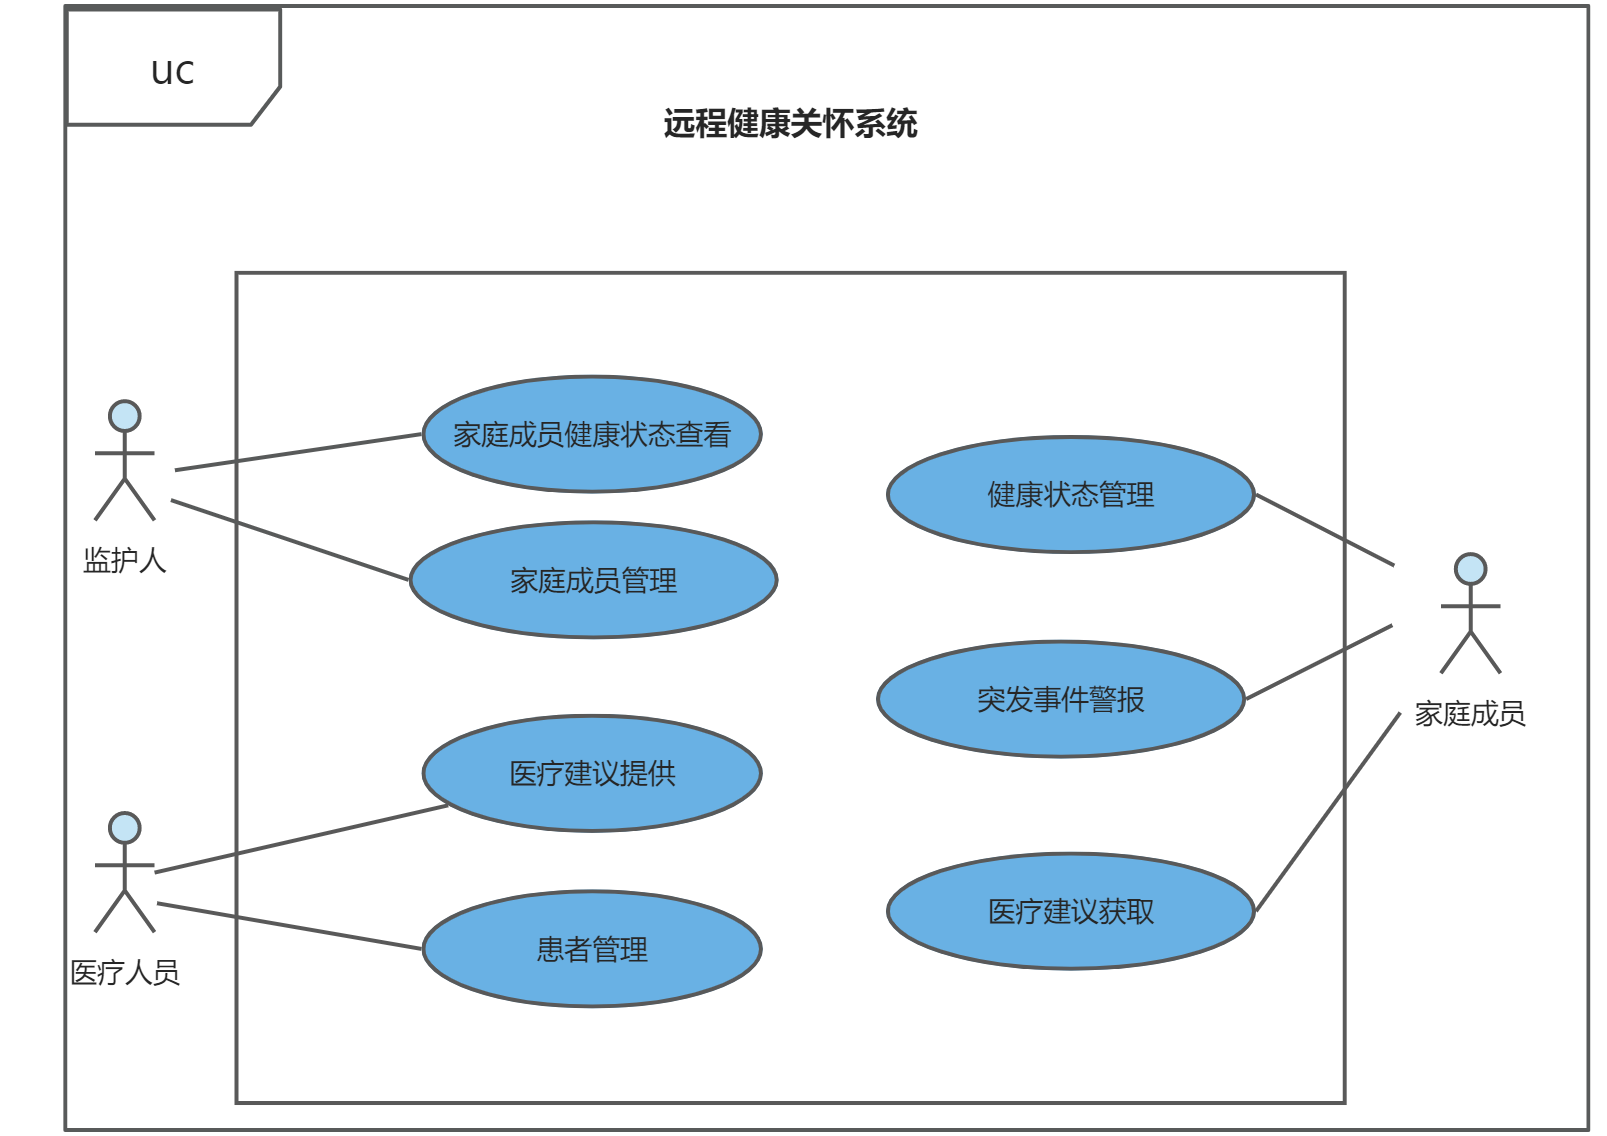 uc
远程健康关怀系统
家庭成员健康状态查看
健康状态管理
监护人
家庭成员管理
突发事件警报
家庭成员
医疗建议提供
医疗建议获取
患者管理
医疗人员